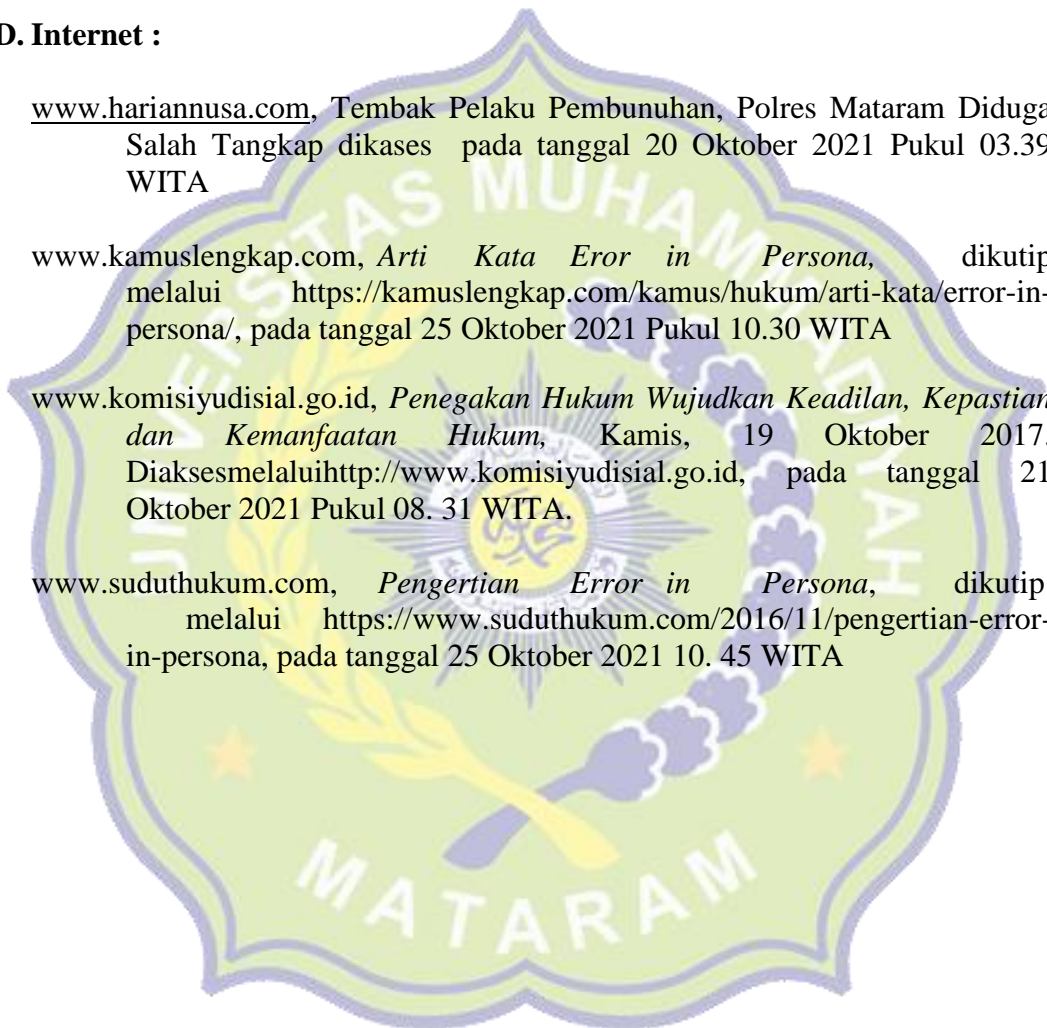 D. Internet :
www.hariannusa.com, Tembak Pelaku Pembunuhan, Polres Mataram Diduga
Salah Tangkap dikases pada tanggal 20 Oktober 2021 Pukul 03.39
WITA
www.kamuslengkap.com, Arti Kata Eror in Persona, dikutip
melalui https://kamuslengkap.com/kamus/hukum/arti-kata/error-in-
persona/, pada tanggal 25 Oktober 2021 Pukul 10.30 WITA
www.komisiyudisial.go.id, Penegakan Hukum Wujudkan Keadilan, Kepastian
dan Kemanfaatan Hukum, Kamis, 19 Oktober 2017.
Diaksesmelaluihttp://www.komisiyudisial.go.id, pada tanggal 21
Oktober 2021 Pukul 08. 31 WITA.
www.suduthukum.com, Pengertian Error in Persona, dikutip
melalui https://www.suduthukum.com/2016/11/pengertian-error-
in-persona, pada tanggal 25 Oktober 2021 10. 45 WITA
UNIVERSITAS MUHAMMADIYAH
MATARAM